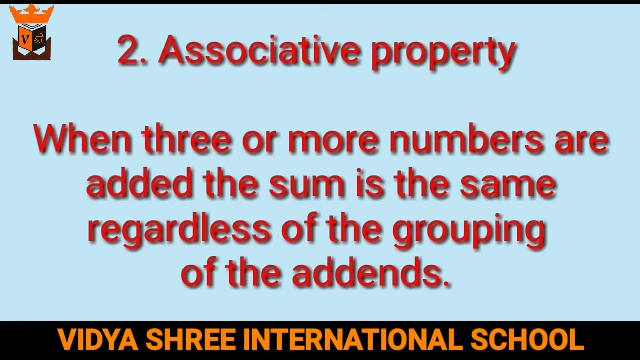 2. Associative property
When three or more numbers are
added the sum is the same
regardless of the grouping
of the addends.
VIDYA SHREE INTERNATIONAL SCHOOL